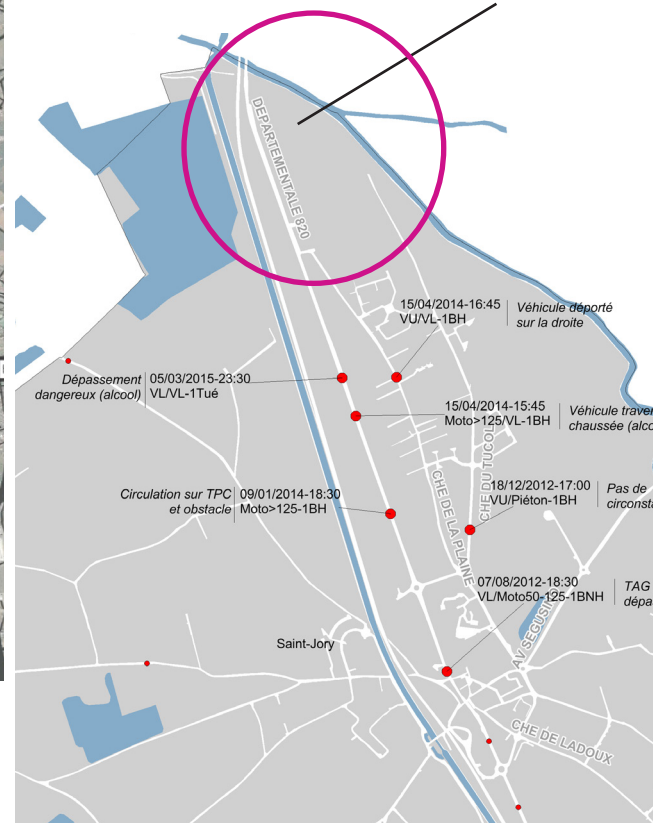 DEPARTEMENTALE 820
15/04/2014-16:45
VU/VL-1BH
Véhicule déporté
sur la droite
Dépassement
dangereux (alcool)
05/03/2015-23:30
VL/VL-1Tué
15/04/2014-15:45
Moto>125/VL-1BH
Véhicule traver
chaussée (alco
CHE DU TUCOL
Circulation sur TPC
et obstacle
09/01/2014-18:30
Moto>125-1BH
18/12/2012-17:00
VU/Piéton-1BH
Pas de
circonsta
CHE DE LA PLAINE
07/08/2012-18:30
VL/Moto50-125-1BNH
TAG
dépa
AV SEGUSIN
Saint-Jory
CHE DE LADOUX